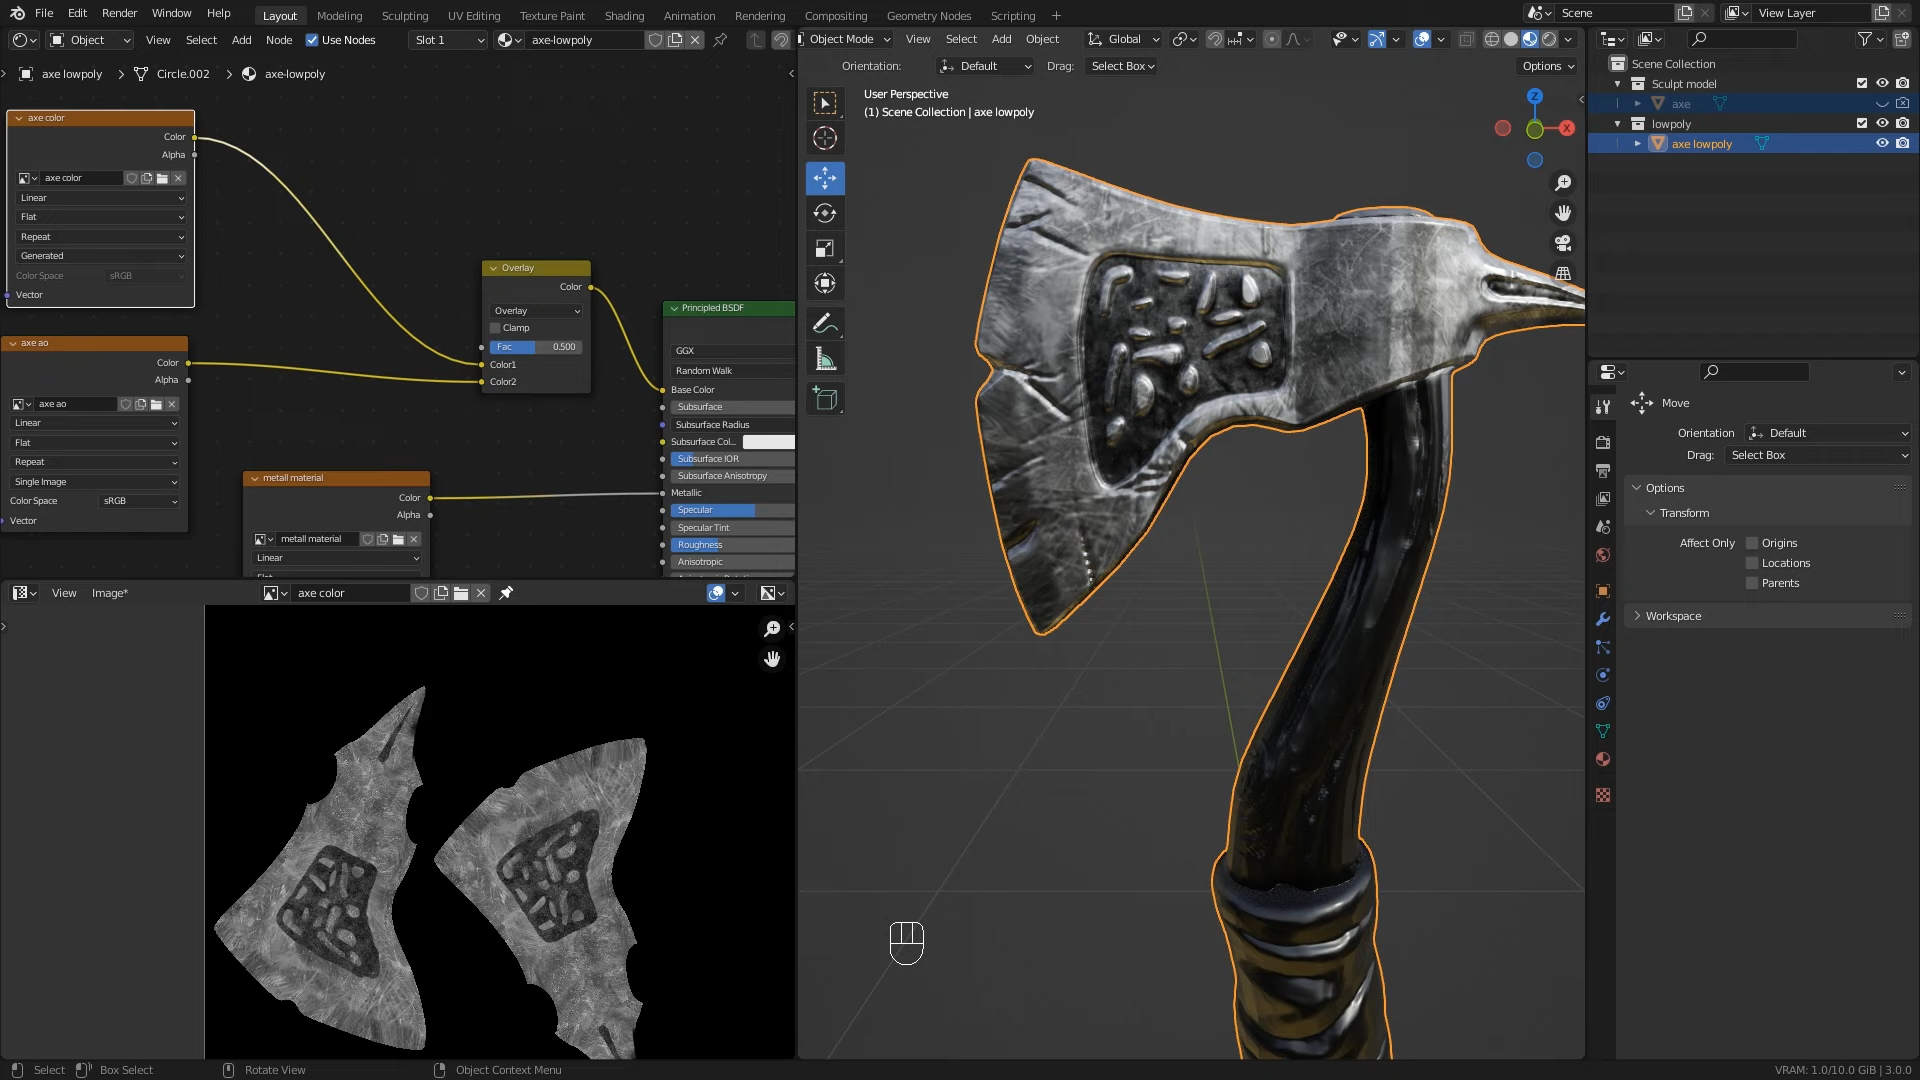 File Edit Render Window Help Layout Modeling Sculpting UV Editing Texture Paint Shading Animation Rendering Compositing Geometry Nodes Scripting + Scene View Layer
Object View Select Add Node Use Nodes Slot 1 axe-lowpoly
axe lowpoly > Circle.002 > axe-lowpoly
axe color
Color
Alpha
axe color
Linear
Flat
Repeat
Generated
Color Space sRGB
Vector
axe ao
Color
Alpha
axe ao
Linear
Flat
Repeat
Single Image
Color Space sRGB
Vector
Overlay
Color
Overlay
Clamp
Fac 0.500
Color1
Color2
metall material
Color
Alpha
metall material
Linear
Principled BSDF
GGX
Random Walk
Base Color
Subsurface
Subsurface Radius
Subsurface Col...
Subsurface IOR
Subsurface Anisotropy
Metallic
Specular
Specular Tint
Roughness
Anisotropic
View Image* axe color
Object Mode View Select Add Object Global
Orientation: Default Drag: Select Box Options
User Perspective
(1) Scene Collection | axe lowpoly
Z
X
Scene Collection
Sculpt model
axe
lowpoly
axe lowpoly
Move
Orientation Default
Drag: Select Box
Options
Transform
Affect Only Origins
Locations
Parents
Workspace
Select Box Select Rotate View Object Context Menu VRAM: 1.0/10.0 GiB | 3.0.0